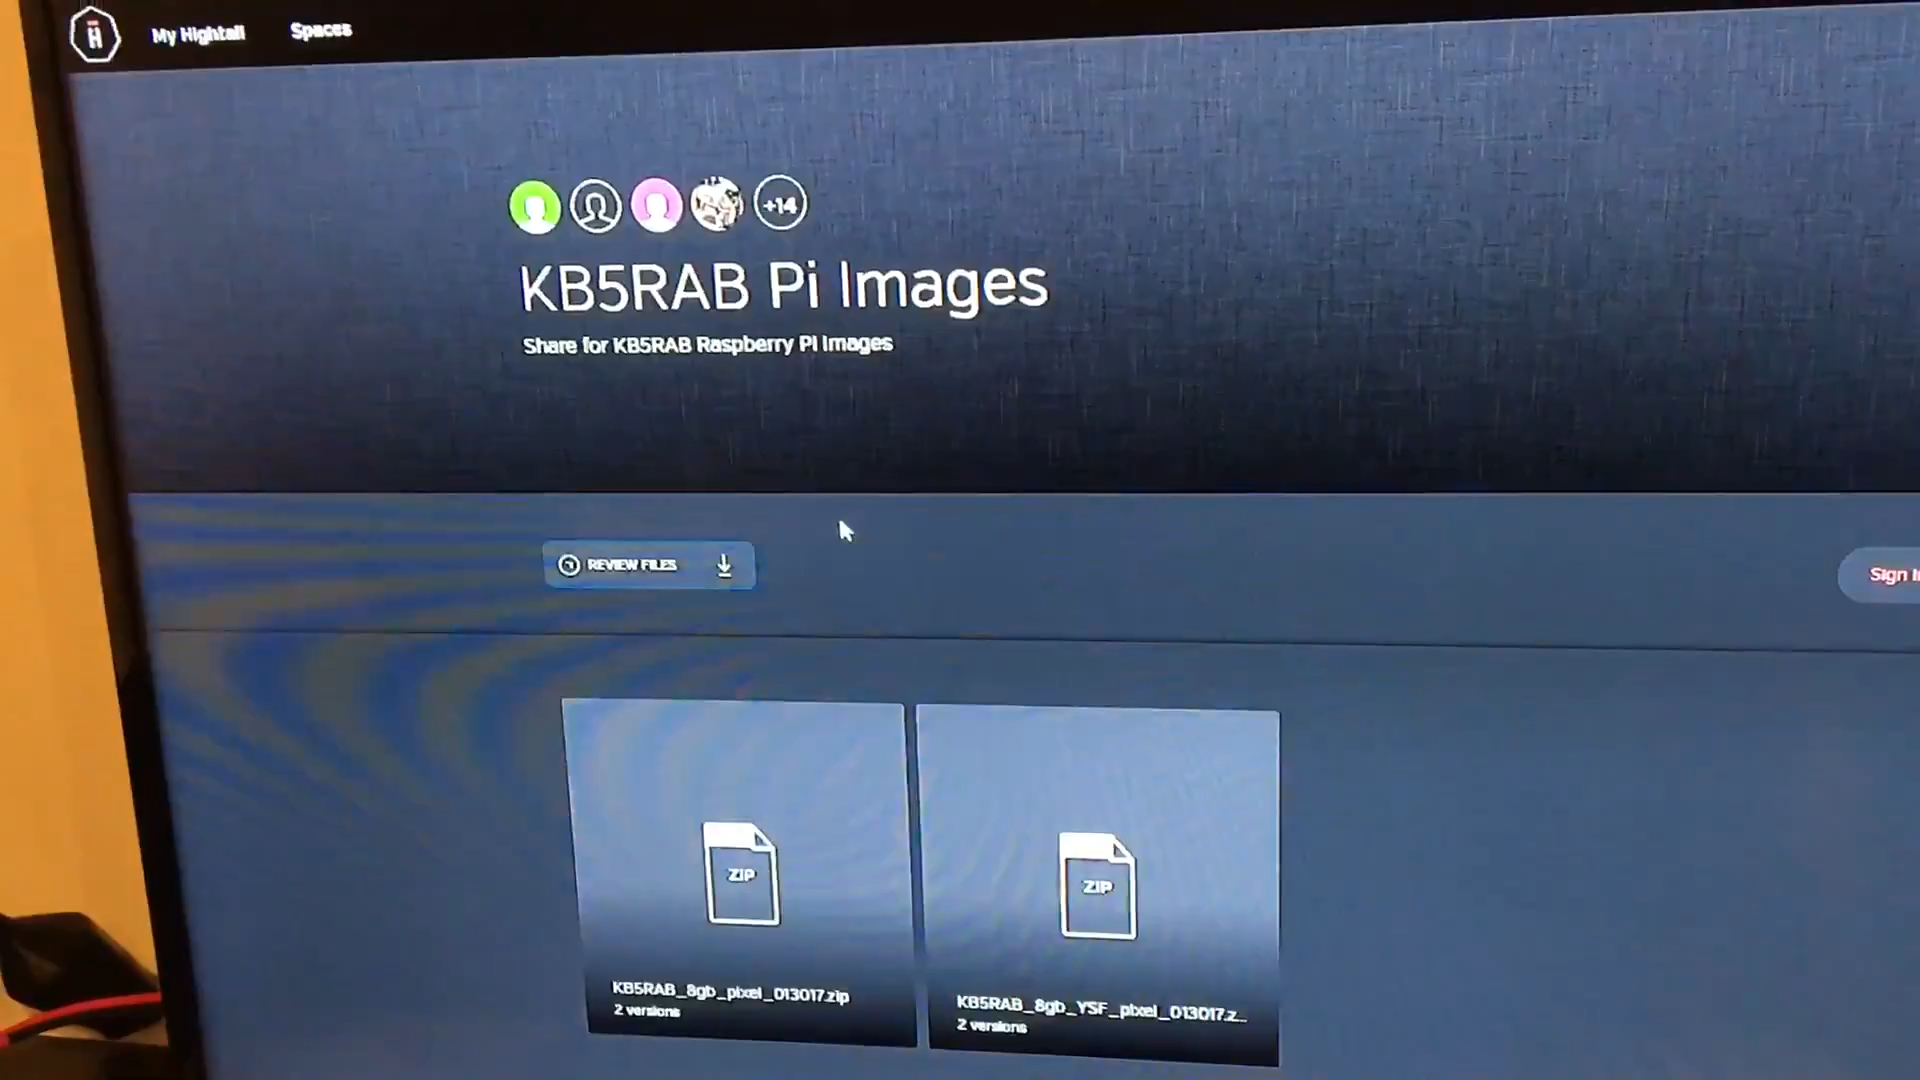 H
My Hightail
Spaces
+14
KB5RAB Pi Images
Share for KB5RAB Raspberry Pi Images
REVIEW FILES
Sign I
ZIP
ZIP
KB5RAB_8gb_pixel_013017.zip
2 versions
KB5RAB_8gb_YSF_pixel_013017.z...
2 versions